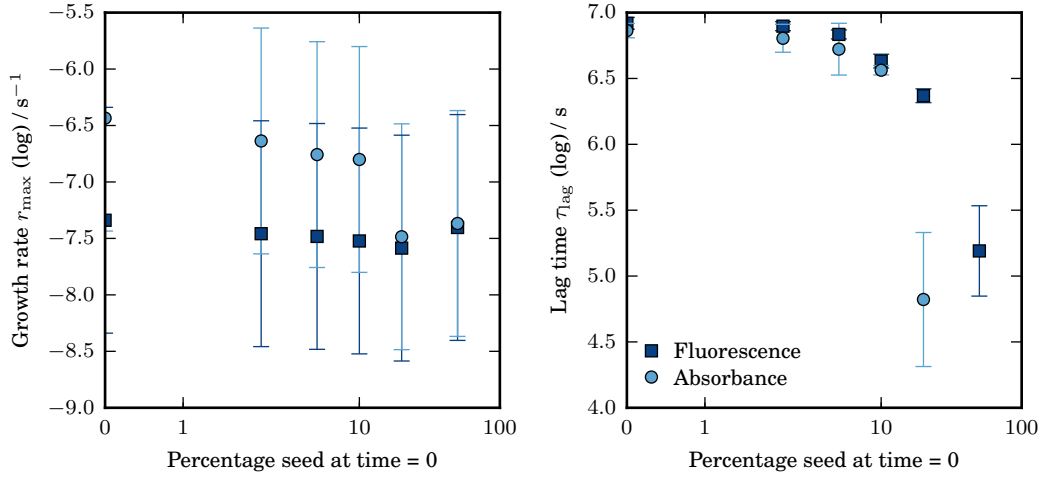 −5.5
−6.0
−6.5
−7.0
−7.5
−8.0
−8.5
−9.0
Growth rate r_max (log) / s⁻¹
0 1 10 100
Percentage seed at time = 0
7.0
6.5
6.0
5.5
5.0
4.5
4.0
Lag time τ_lag (log) / s
Fluorescence
Absorbance
0 1 10 100
Percentage seed at time = 0